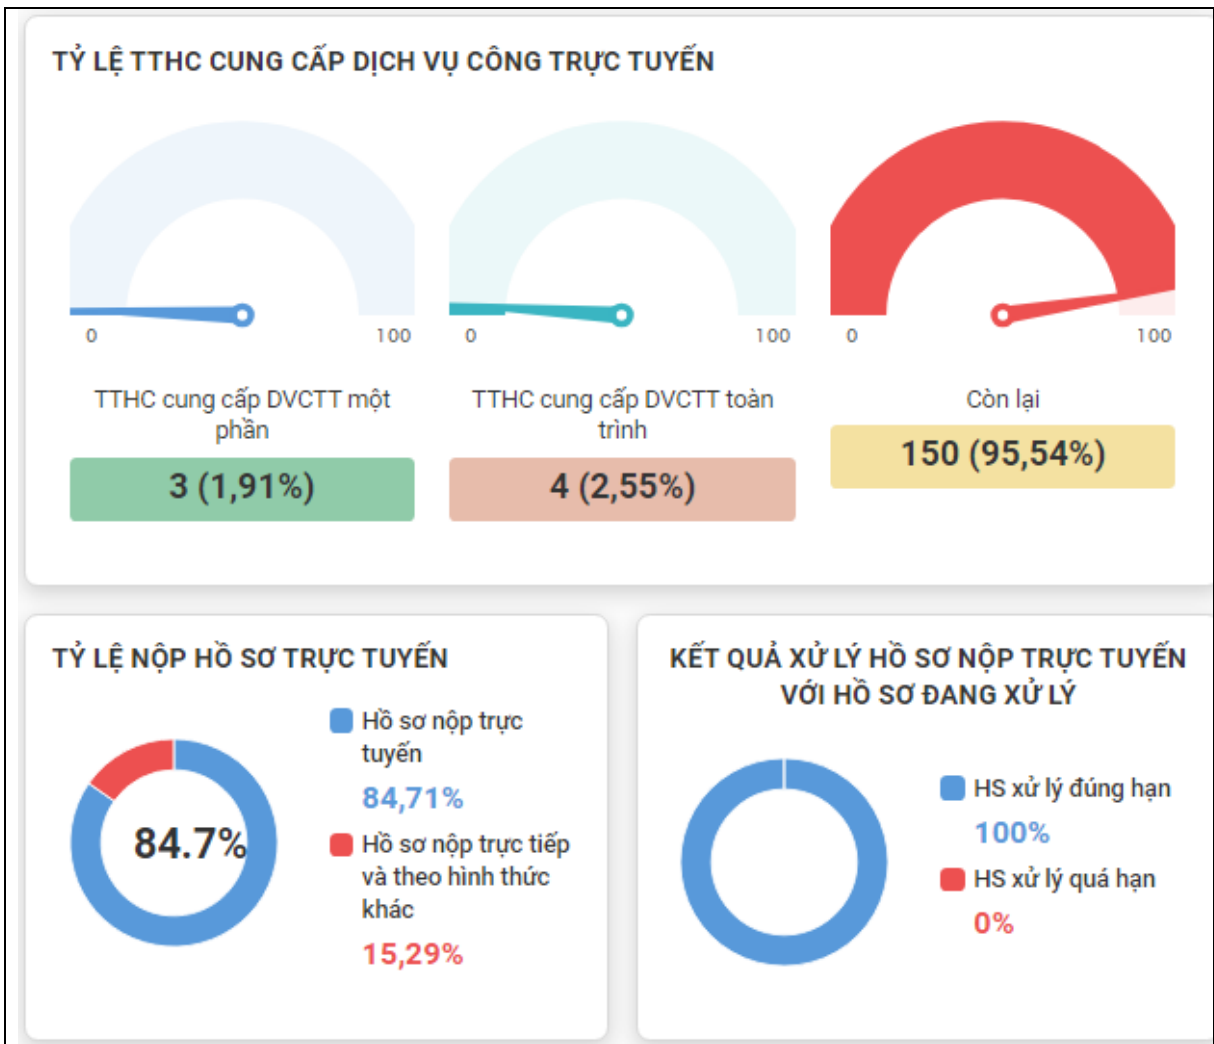 TỶ LỆ TTHC CUNG CẤP DỊCH VỤ CÔNG TRỰC TUYẾN
0
100
0
100
0
100
TTHC cung cấp DVCTT một
phần
3 (1,91%)
TTHC cung cấp DVCTT toàn
trình
4 (2,55%)
Còn lại
150 (95,54%)
TỶ LỆ NỘP HỒ SƠ TRỰC TUYẾN
84.7%
Hồ sơ nộp trực
tuyến
84,71%
Hồ sơ nộp trực tiếp
và theo hình thức
khác
15,29%
KẾT QUẢ XỬ LÝ HỒ SƠ NỘP TRỰC TUYẾN
VỚI HỒ SƠ ĐANG XỬ LÝ
HS xử lý đúng hạn
100%
HS xử lý quá hạn
0%